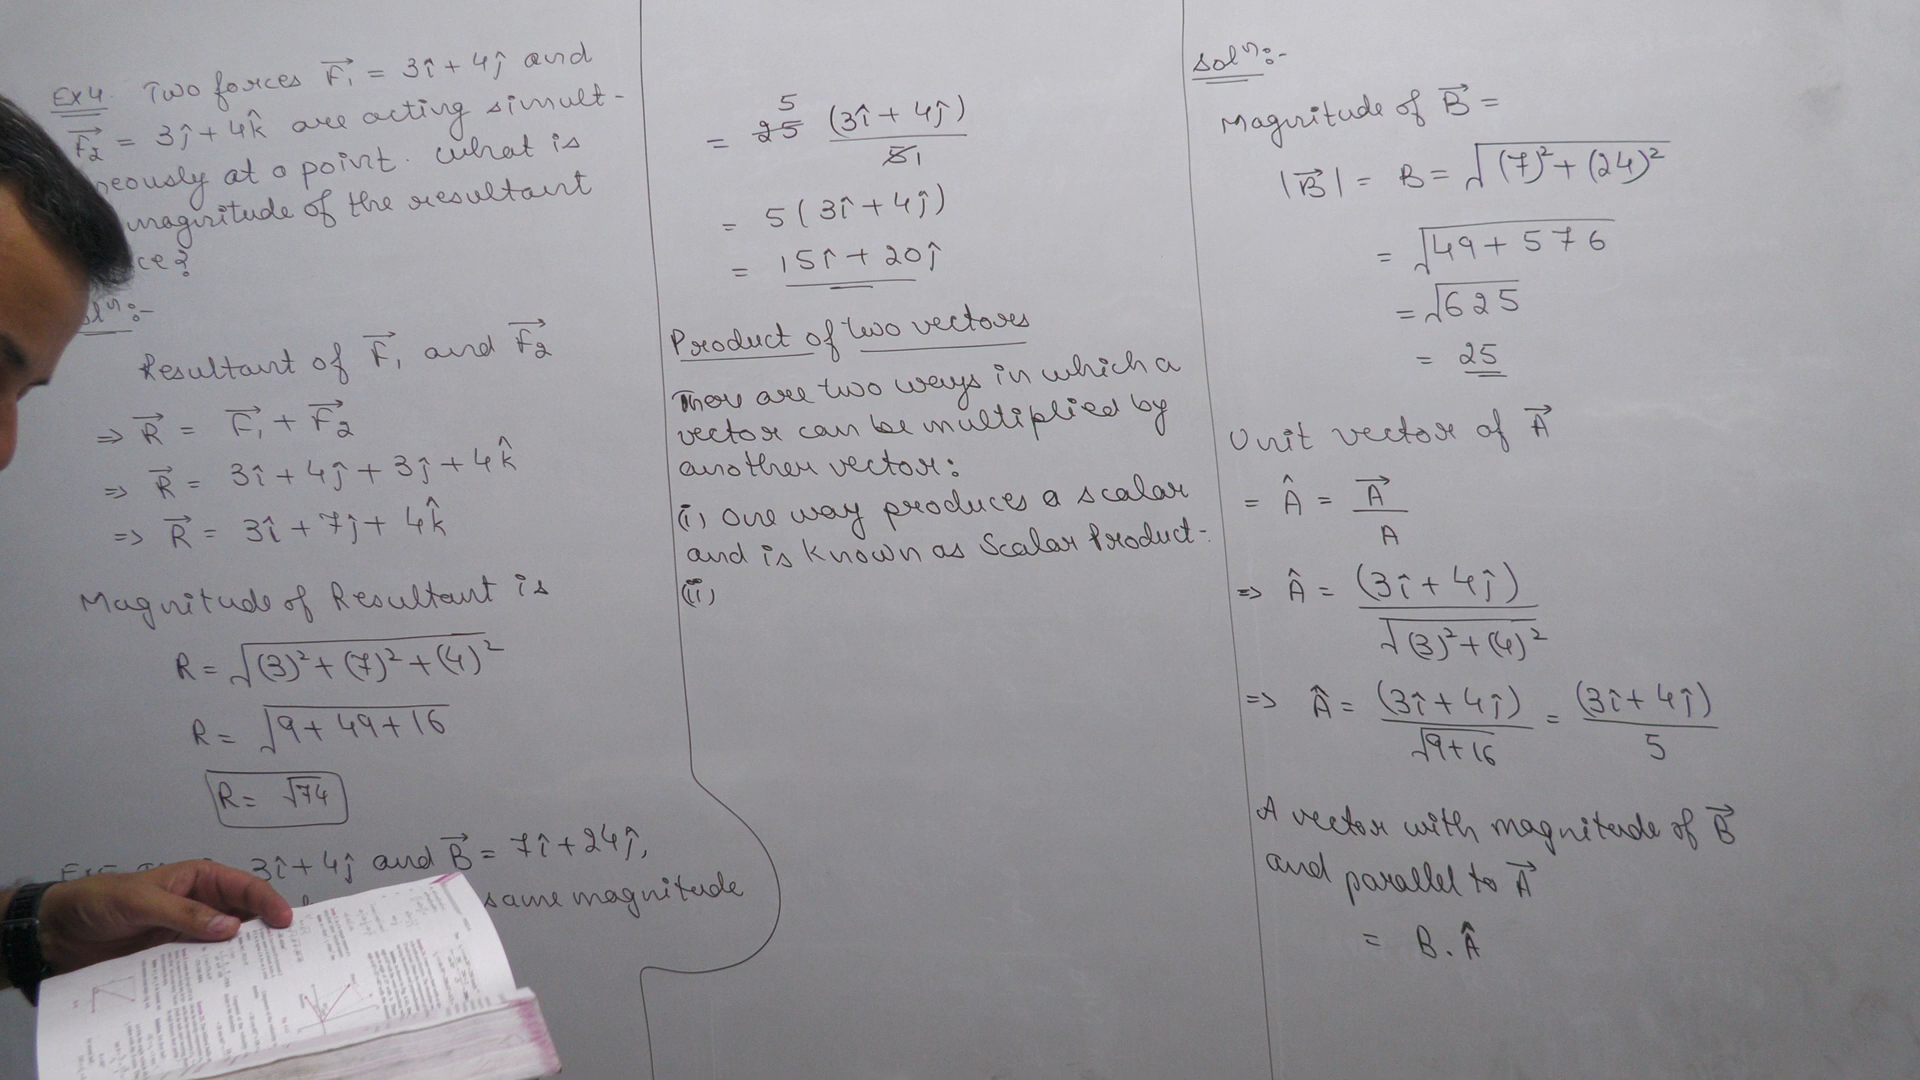 Ex4. Two forces F₁⃗ = 3î + 4ĵ and
F₂⃗ = 3ĵ + 4k̂ are acting simult-
neously at a point. What is
magnitude of the resultant
ce?
olⁿ:-
Resultant of F₁⃗ and F₂⃗
⇒ R⃗ = F₁⃗ + F₂⃗
⇒ R⃗ = 3î + 4ĵ + 3ĵ + 4k̂
⇒ R⃗ = 3î + 7ĵ + 4k̂
Magnitude of Resultant is
R = √(3)² + (7)² + (4)²
R = √9 + 49 + 16
R = √74
3î + 4ĵ and B⃗ = 7î + 24ĵ,
same magnitude
5
= 25 (3î + 4ĵ)
5 1
= 5 (3î + 4ĵ)
= 15î + 20ĵ
Product of two vectors
There are two ways in which a
vector can be multiplied by
another vector:
(i) One way produces a scalar
and is known as Scalar Product-
(ii)
Solⁿ:-
Magnitude of B⃗ =
|B⃗| = B = √(7)² + (24)²
= √49 + 576
= √625
= 25
Unit vector of A⃗
= Â = A⃗/A
⇒ Â = (3î + 4ĵ)/√(3)² + (4)²
⇒ Â = (3î + 4ĵ)/√9+16 = (3î + 4ĵ)/5
A vector with magnitude of B⃗
and parallel to A⃗
= B.Â